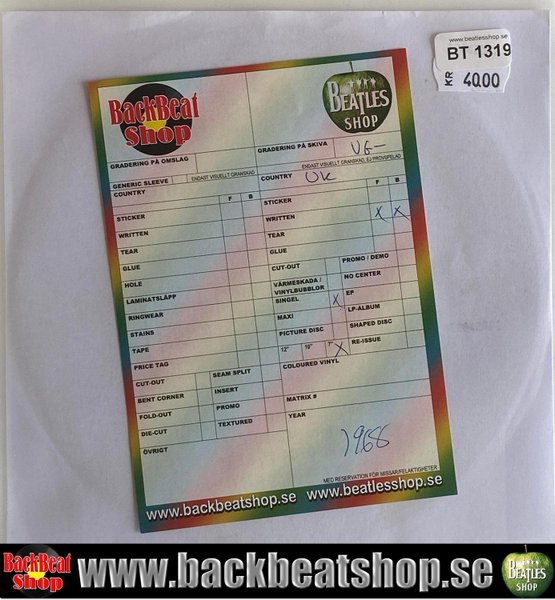 www.beatlesshop.se
BT 1319
KR 40.00
BackBeat
Shop
BEATLES
SHOP
GRADERING PÅ OMSLAG
GRADERING PÅ SKIVA
VG-
GENERIC SLEEVE
ENDAST VISUELLT GRANSKAD
ENDAST VISUELLT GRANSKAD, EJ PROVSPELAD
COUNTRY
F B
STICKER
WRITTEN
TEAR
GLUE
HOLE
LAMINATSLÄPP
RINGWEAR
STAINS
TAPE
PRICE TAG
CUT-OUT
SEAM SPLIT
BENT CORNER
INSERT
FOLD-OUT
PROMO
DIE-CUT
TEXTURED
ÖVRIGT
COUNTRY UK
F B
STICKER
WRITTEN X X
TEAR
GLUE
CUT-OUT
PROMO / DEMO
VÄRMESKADA /
VINYLBUBBLOR
NO CENTER
SINGEL X
EP
MAXI
LP-ALBUM
PICTURE DISC
SHAPED DISC
12" 10" 7" X
RE-ISSUE
COLOURED VINYL
MATRIX #
YEAR
1968
MED RESERVATION FÖR MISSAR/FELAKTIGHETER.
www.backbeatshop.se www.beatlesshop.se
BackBeat
Shop
www.backbeatshop.se
BEATLES
SHOP